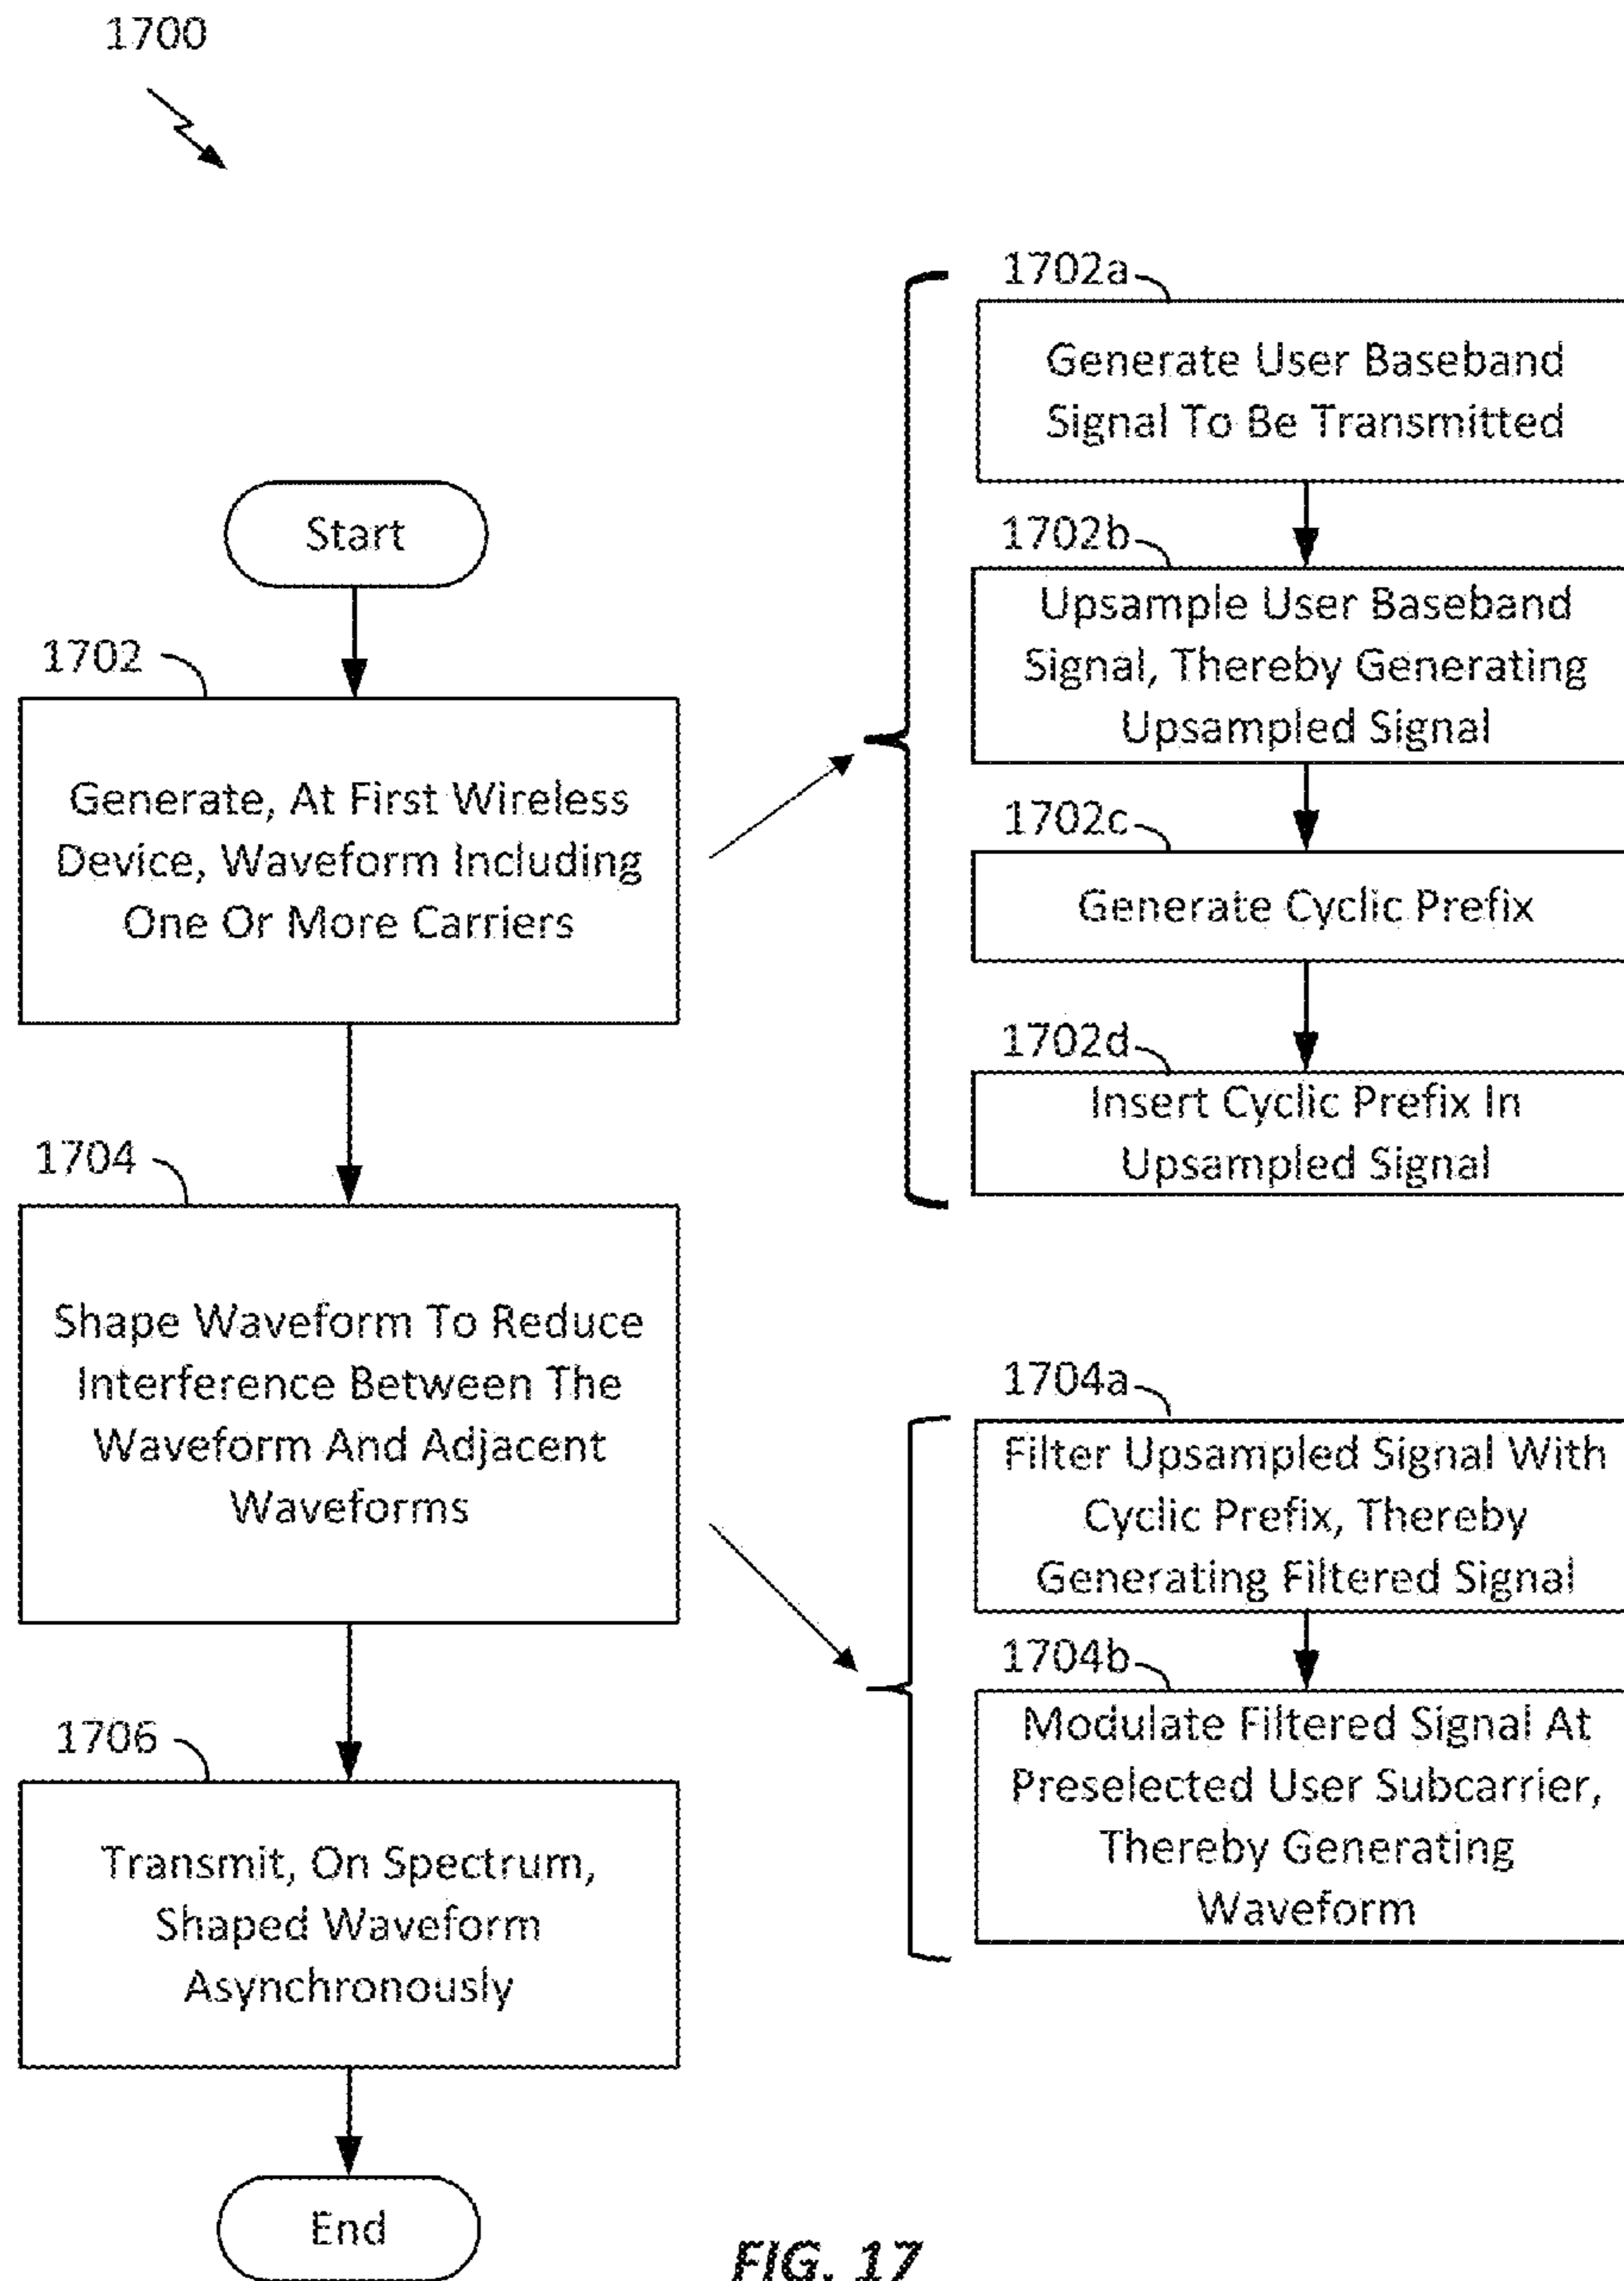 1700
Start
1702
Generate, At First Wireless
Device, Waveform Including
One Or More Carriers
1704
Shape Waveform To Reduce
Interference Between The
Waveform And Adjacent
Waveforms
1706
Transmit, On Spectrum,
Shaped Waveform
Asynchronously
End
1702a
Generate User Baseband
Signal To Be Transmitted
1702b
Upsample User Baseband
Signal, Thereby Generating
Upsampled Signal
1702c
Generate Cyclic Prefix
1702d
Insert Cyclic Prefix In
Upsampled Signal
1704a
Filter Upsampled Signal With
Cyclic Prefix, Thereby
Generating Filtered Signal
1704b
Modulate Filtered Signal At
Preselected User Subcarrier,
Thereby Generating
Waveform
FIG. 17